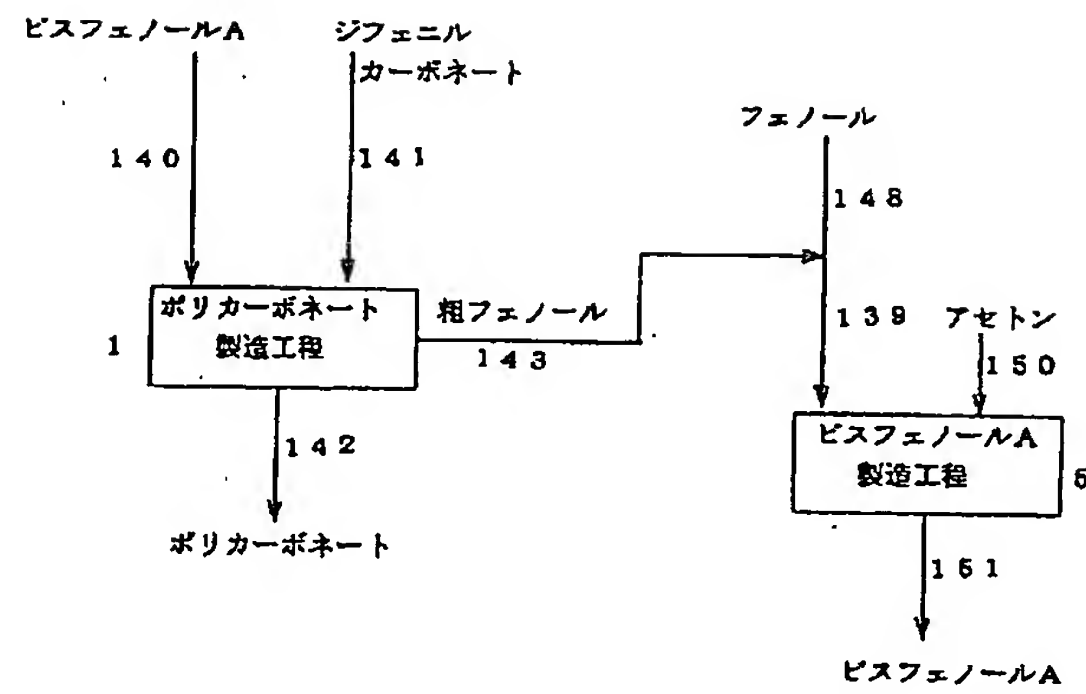 ビスフェノールA
ジフェニル
カーボネート
140
141
フェノール
148
ポリカーボネート
製造工程
1
粗フェノール
143
139
アセトン
150
142
ビスフェノールA
製造工程
5
ポリカーボネート
151
ビスフェノールA